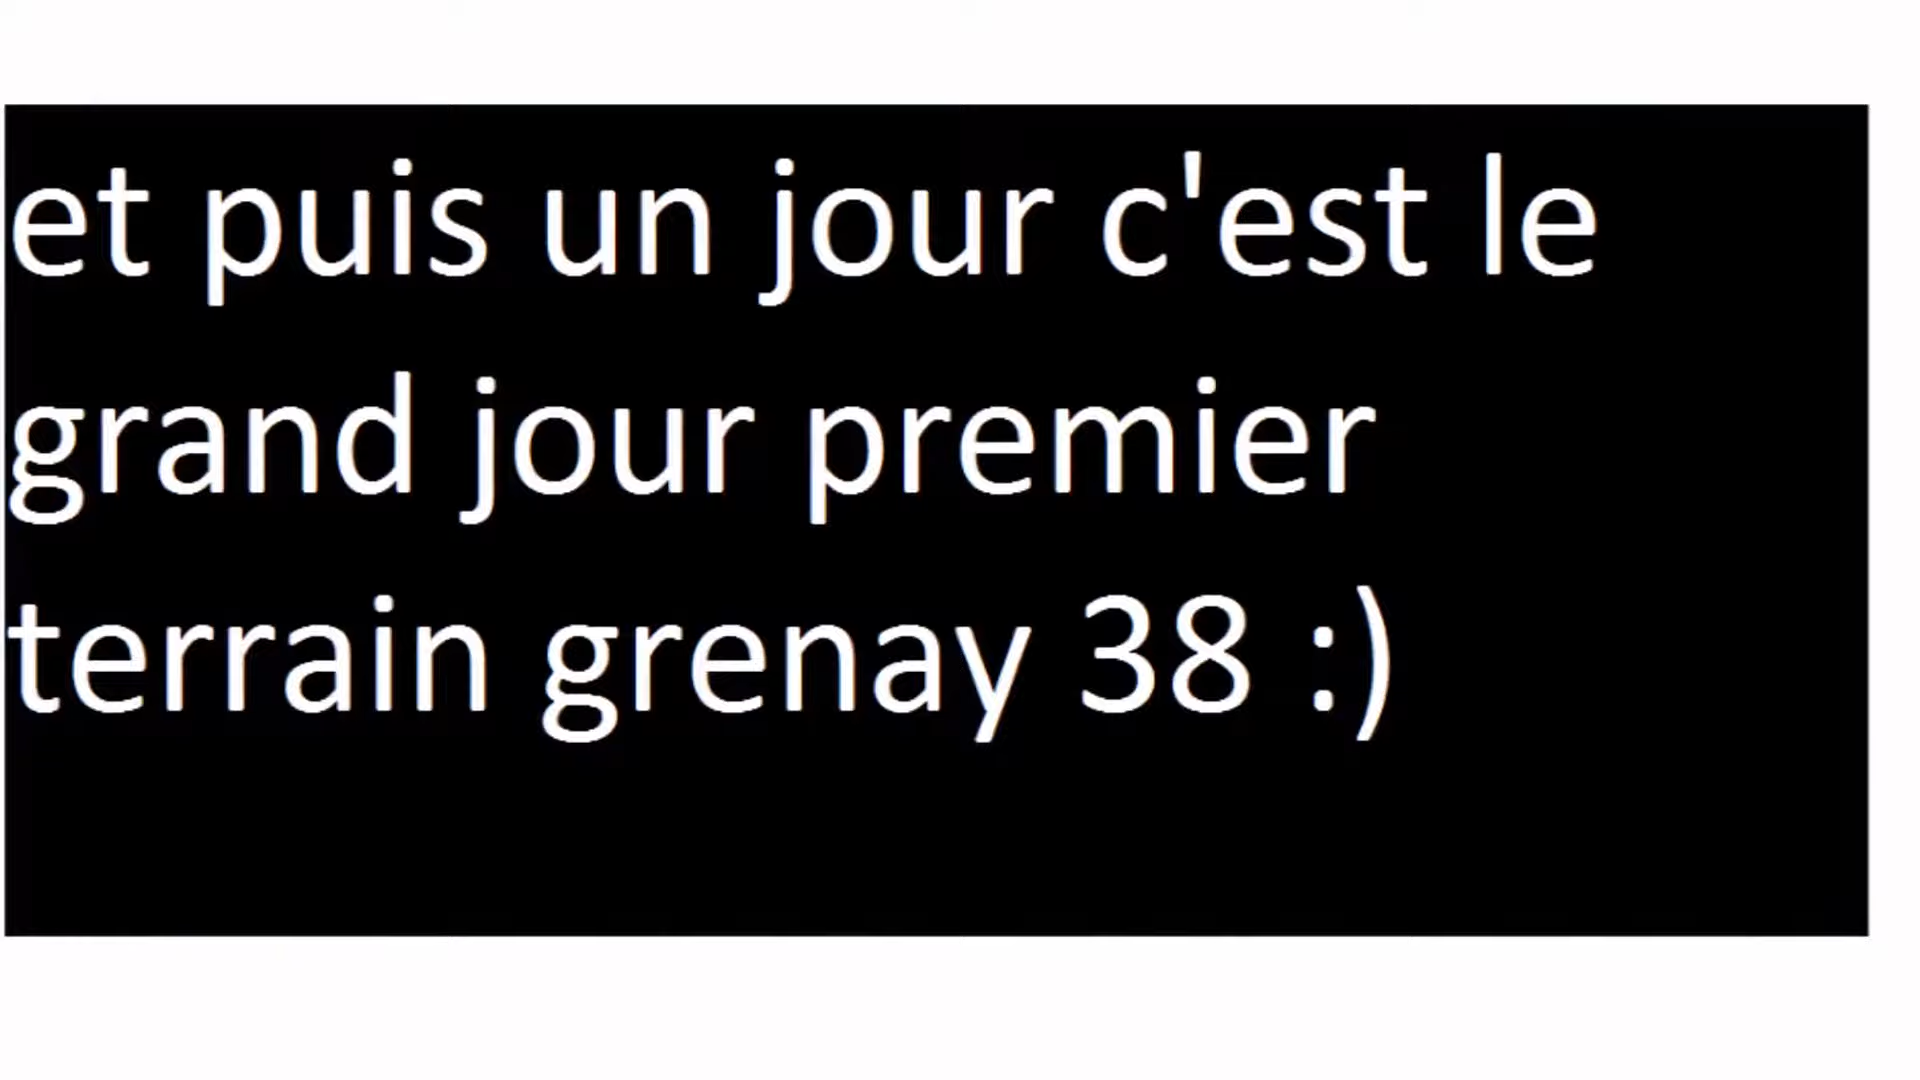 et puis un jour c'est le
grand jour premier
terrain grenay 38 :)